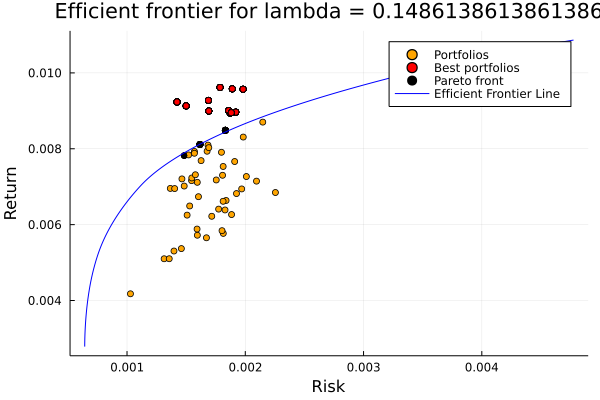 Efficient frontier for lambda = 0.1486138613861386
Portfolios
Best portfolios
Pareto front
Efficient Frontier Line
0.010
0.008
0.006
0.004
Return
0.001
0.002
0.003
0.004
Risk